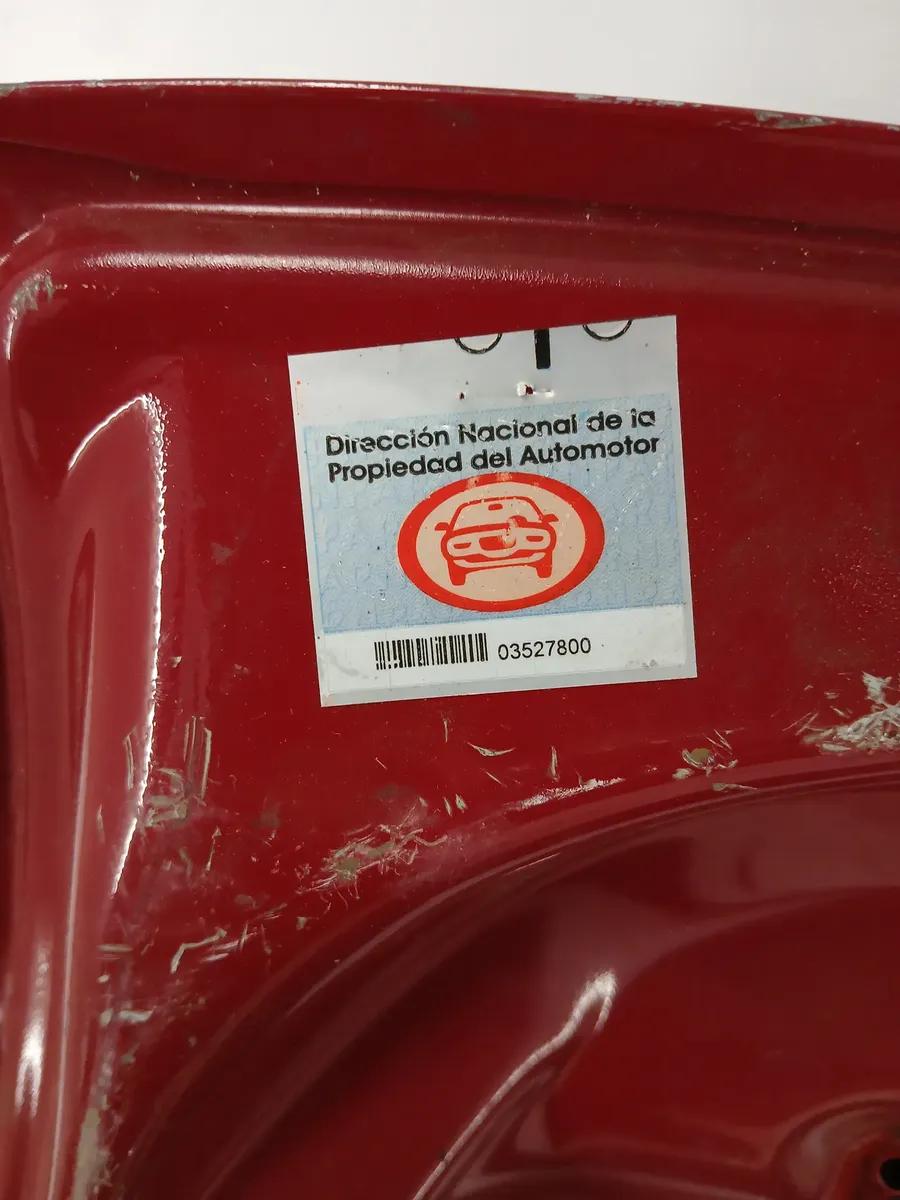 Dirección Nacional de la
Propiedad del Automotor
03527800